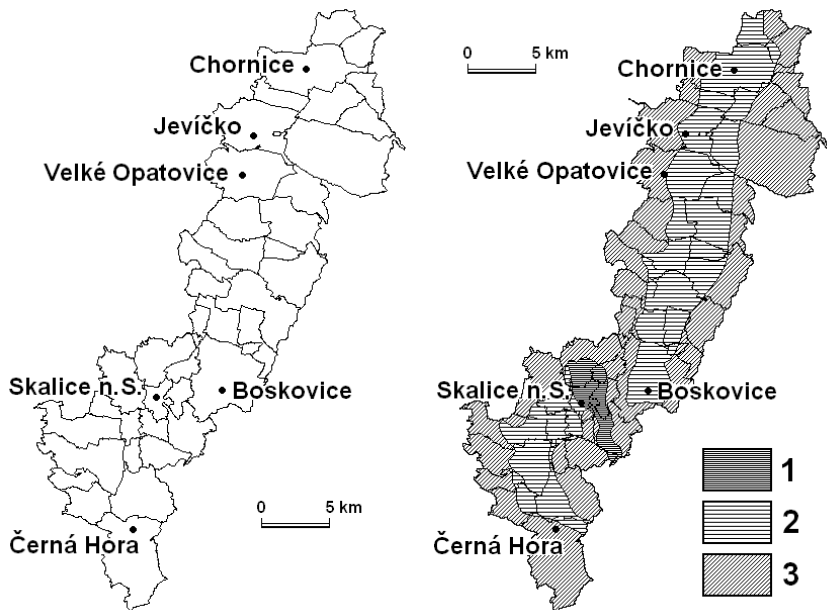 Chornice
Jevíčko
Velké Opatovice
Skalice n.S.
Boskovice
Černá Hora
0 5 km
0 5 km
Chornice
Jevíčko
Velké Opatovice
Skalice n.S.
Boskovice
Černá Hora
1
2
3